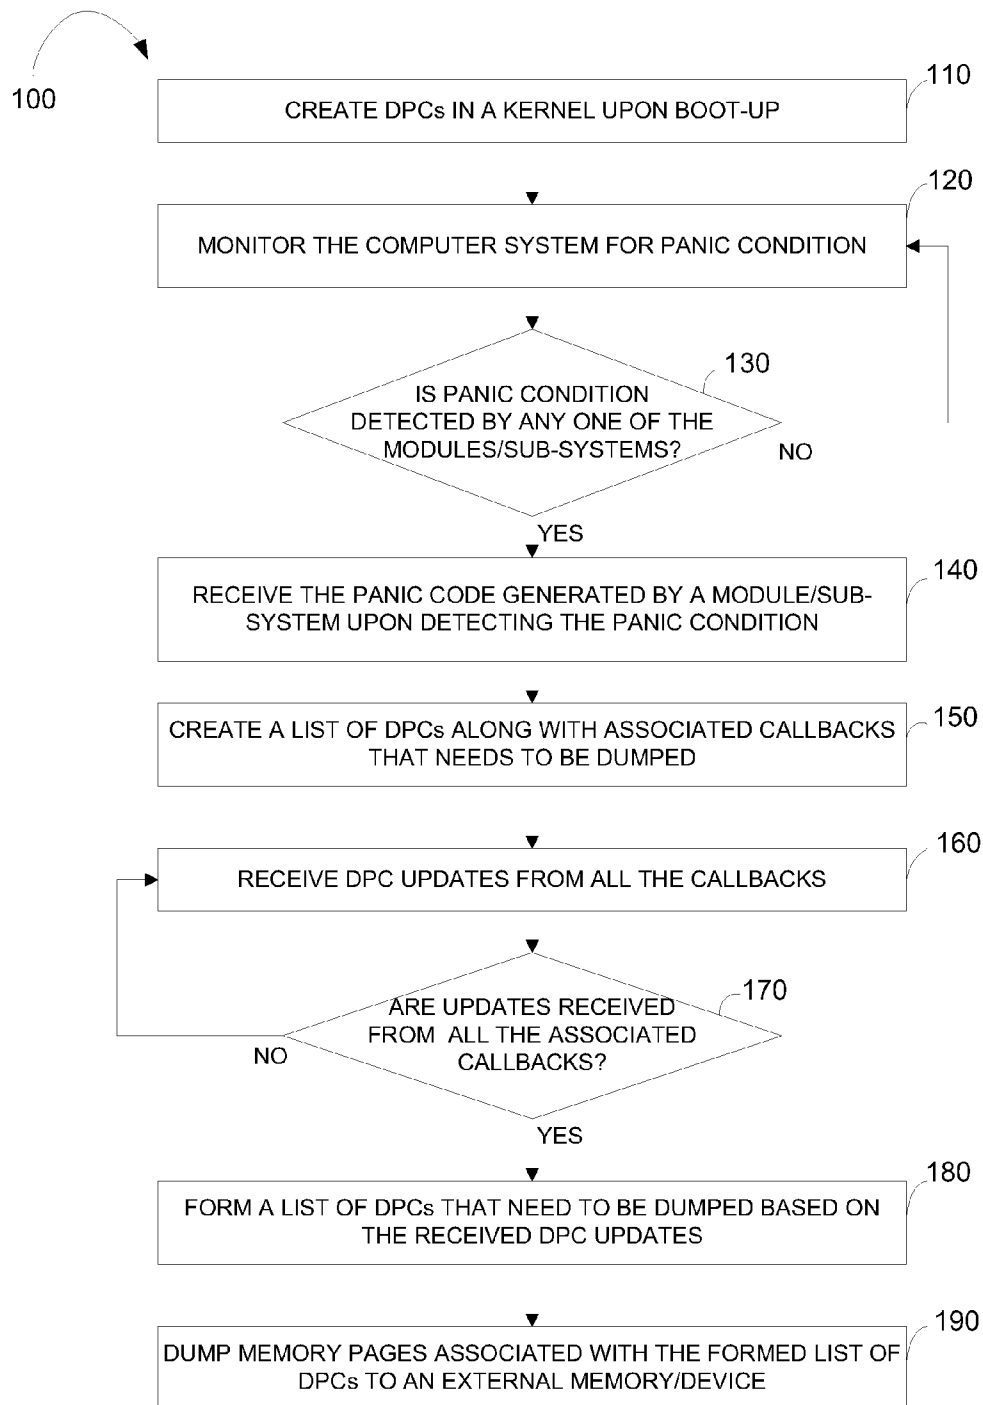 100
110
CREATE DPCs IN A KERNEL UPON BOOT-UP
120
MONITOR THE COMPUTER SYSTEM FOR PANIC CONDITION
130
IS PANIC CONDITION
DETECTED BY ANY ONE OF THE
MODULES/SUB-SYSTEMS?
NO
YES
140
RECEIVE THE PANIC CODE GENERATED BY A MODULE/SUB-
SYSTEM UPON DETECTING THE PANIC CONDITION
150
CREATE A LIST OF DPCs ALONG WITH ASSOCIATED CALLBACKS
THAT NEEDS TO BE DUMPED
160
RECEIVE DPC UPDATES FROM ALL THE CALLBACKS
170
ARE UPDATES RECEIVED
FROM ALL THE ASSOCIATED
CALLBACKS?
NO
YES
180
FORM A LIST OF DPCs THAT NEED TO BE DUMPED BASED ON
THE RECEIVED DPC UPDATES
190
DUMP MEMORY PAGES ASSOCIATED WITH THE FORMED LIST OF
DPCs TO AN EXTERNAL MEMORY/DEVICE